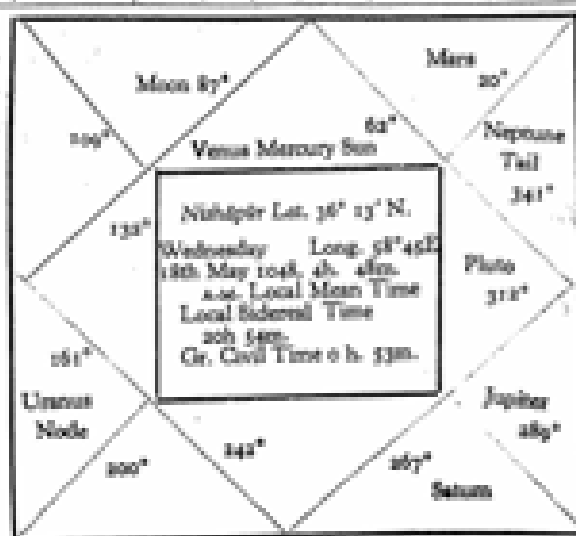 Mars
Moon 87°
20°
62°
109°
Neptune
Venus Mercury Sun
Tail
341°
Nishāpūr Lat. 36° 13' N.
132°
Wednesday Long. 58°45E
18th May 1048, 4h. 48m.
a.m. Local Mean Time
Local Sidereal Time
20h 54m.
Gr. Civil Time 0 h. 53m.
Pluto
312°
161°
Uranus
Node
Jupiter
289°
200°
242°
267°
Saturn